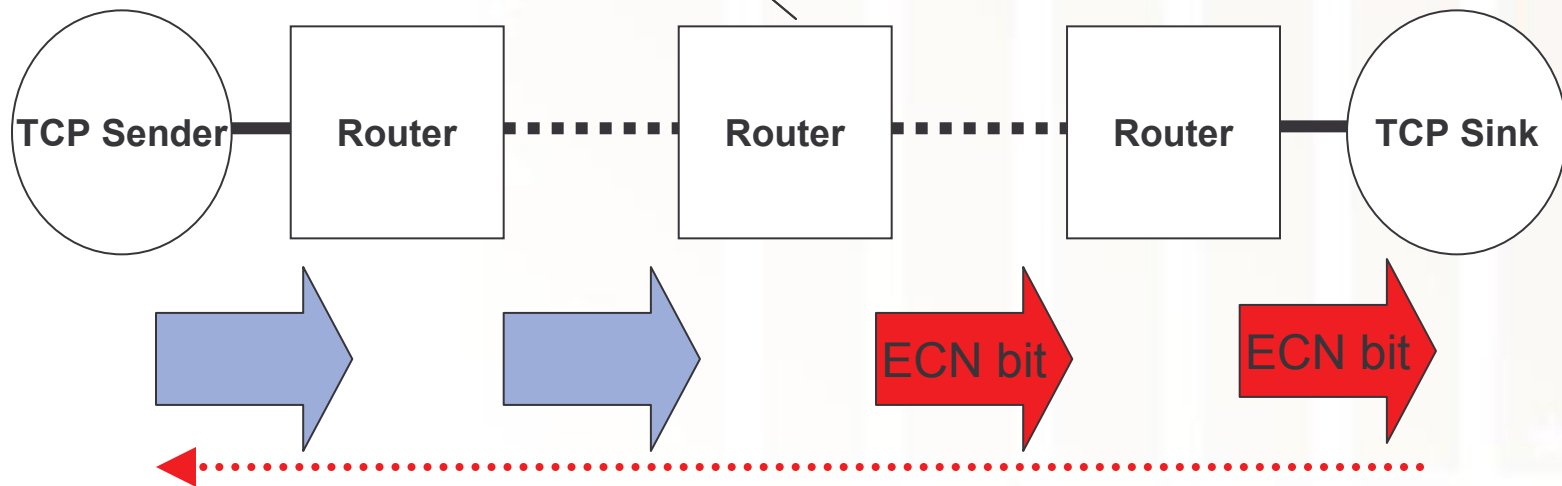 TCP Sender
Router
Router
Router
TCP Sink
ECN bit
ECN bit